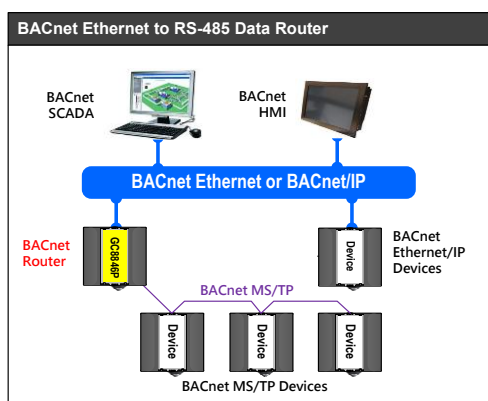 BACnet Ethernet to RS-485 Data Router
BACnet
SCADA
BACnet
HMI
BACnet Ethernet or BACnet/IP
BACnet
Router
GC8846P
Device
BACnet
Ethernet/IP
Devices
BACnet MS/TP
Device
Device
Device
BACnet MS/TP Devices